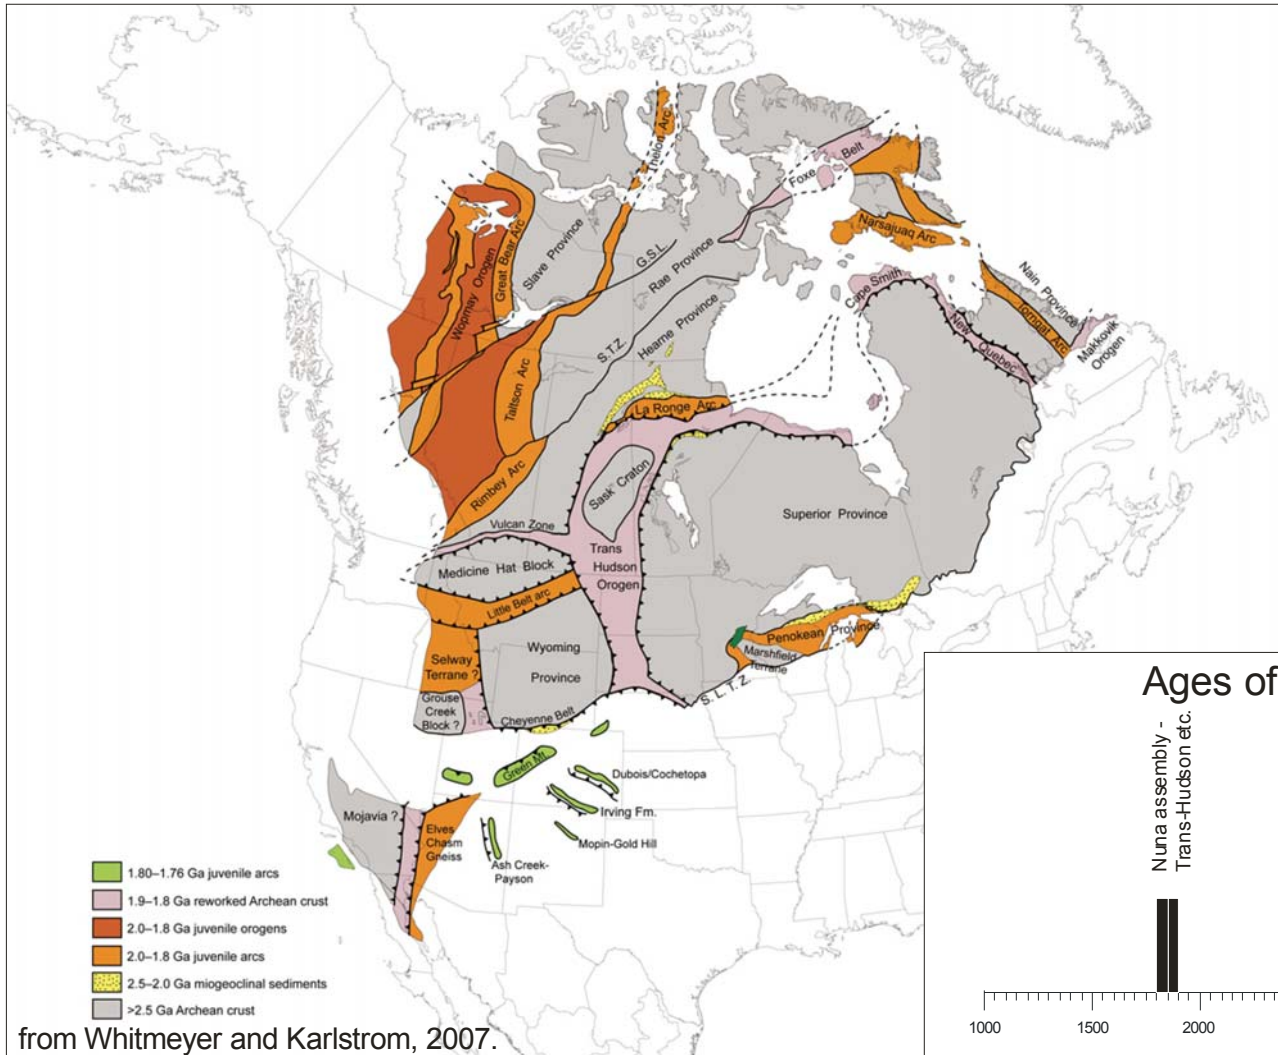 Thelon Arc
Foxe Belt
Narsajuaq Arc
Great Bear Arc
Wopmay Orogen
Slave Province
G.S.L.
Rae Province
S.T.Z.
Hearne Province
Cape Smith
New Quebec
Nain Province
Torngat Arc
Makkovik
Orogen
Taltson Arc
La Ronge Arc
Rimbey Arc
Sask Craton
Superior Province
Vulcan Zone
Medicine Hat Block
Trans
Hudson
Orogen
Little Belt arc
Penokean Province
Marshfield
Terrane
Selway
Terrane ?
Wyoming
Province
Grouse
Creek
Block ?
Cheyenne Belt
S.L.T.Z.
Green Mt.
Dubois/Cochetopa
Irving Fm.
Mopin-Gold Hill
Mojavia ?
Elves
Chasm
Gneiss
Ash Creek-
Payson
1.80–1.76 Ga juvenile arcs
1.9–1.8 Ga reworked Archean crust
2.0–1.8 Ga juvenile orogens
2.0–1.8 Ga juvenile arcs
2.5–2.0 Ga miogeoclinal sediments
>2.5 Ga Archean crust
from Whitmeyer and Karlstrom, 2007.
Ages of
Nuna assembly -
Trans-Hudson etc.
1000 1500 2000